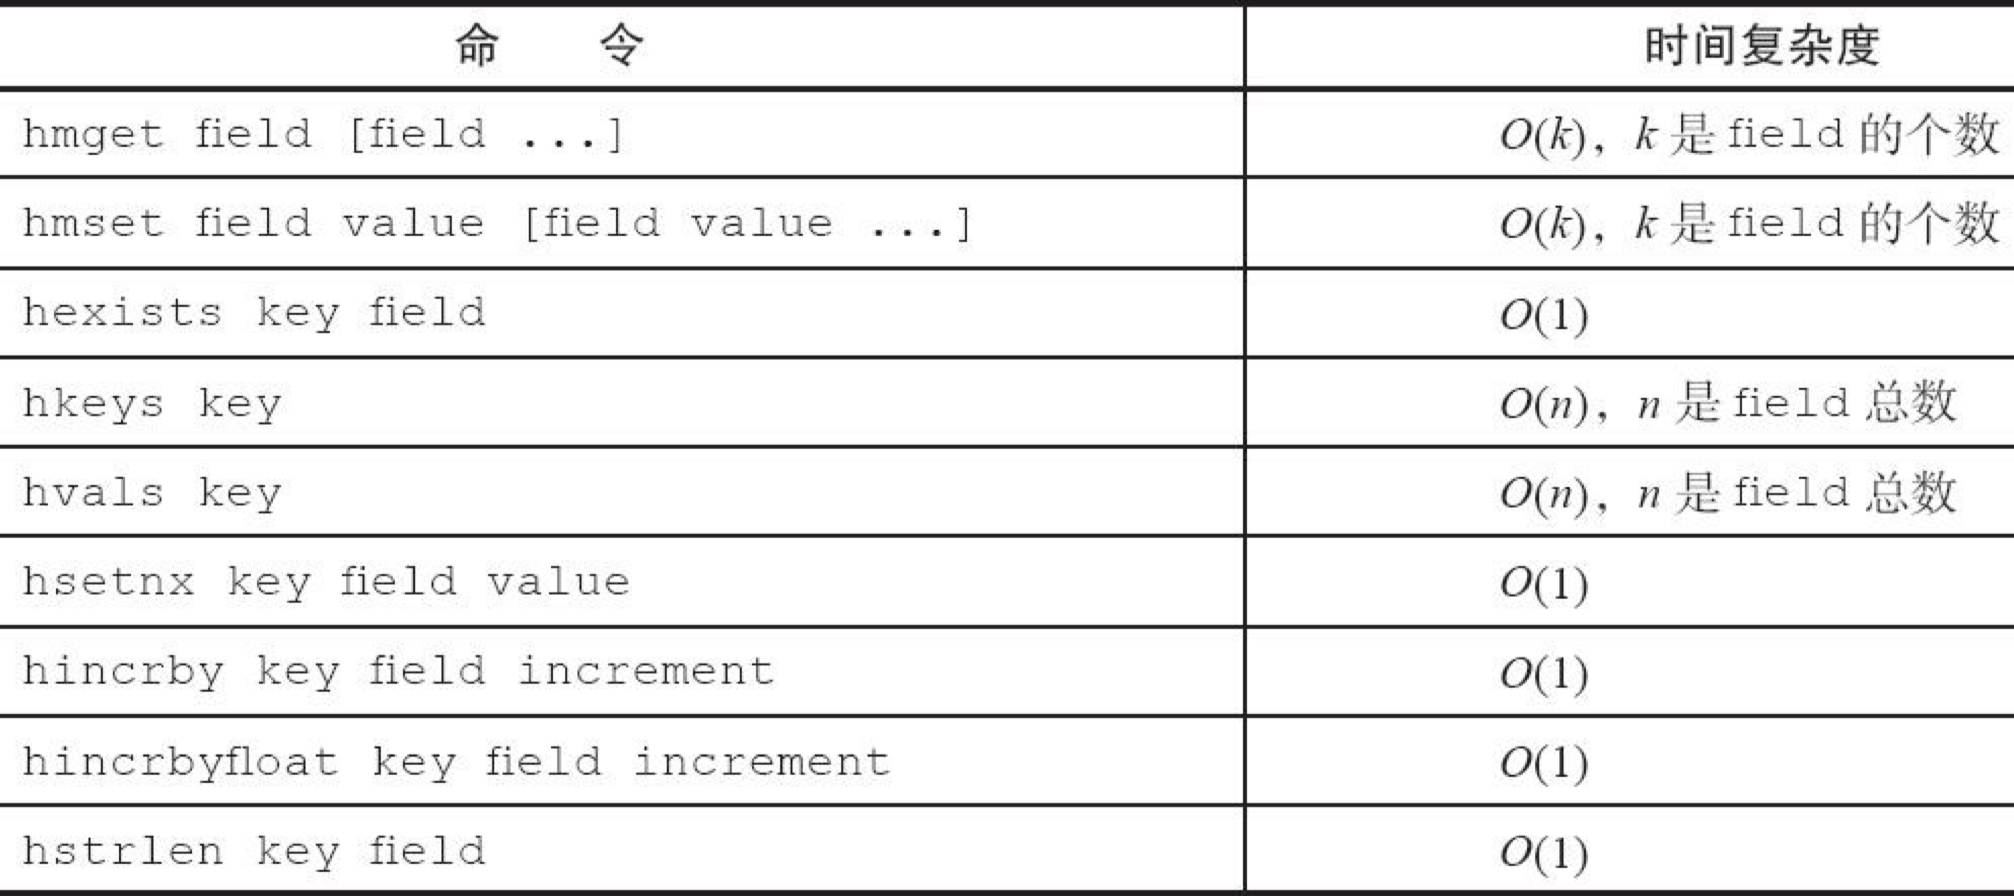 命 令 时间复杂度
hmget field [field ...] O(k), k 是 field 的个数
hmset field value [field value ...] O(k), k 是 field 的个数
hexists key field O(1)
hkeys key O(n), n 是 field 总数
hvals key O(n), n 是 field 总数
hsetnx key field value O(1)
hincrby key field increment O(1)
hincrbyfloat key field increment O(1)
hstrlen key field O(1)